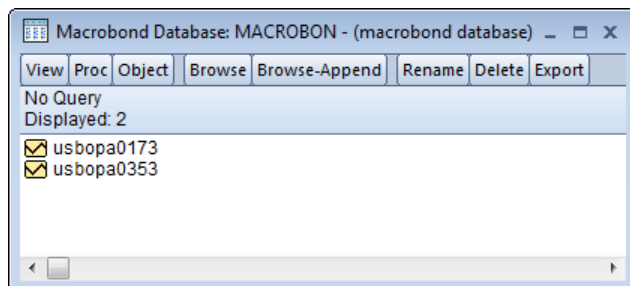 Macrobond Database: MACROBON - (macrobond database)
View Proc Object Browse Browse-Append Rename Delete Export
No Query
Displayed: 2
usbopa0173
usbopa0353